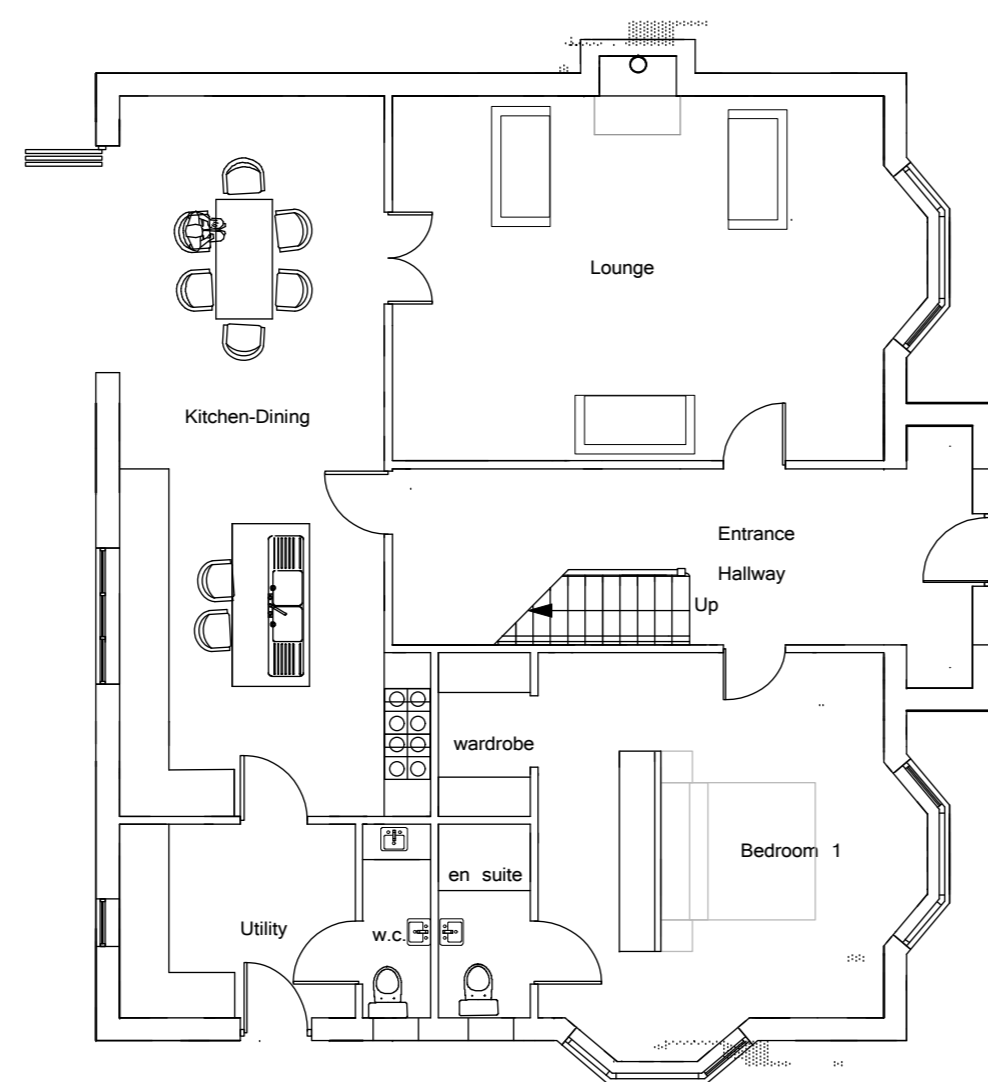 Lounge
Kitchen-Dining
Entrance
Hallway
Up
wardrobe
Bedroom 1
en suite
Utility
w.c.